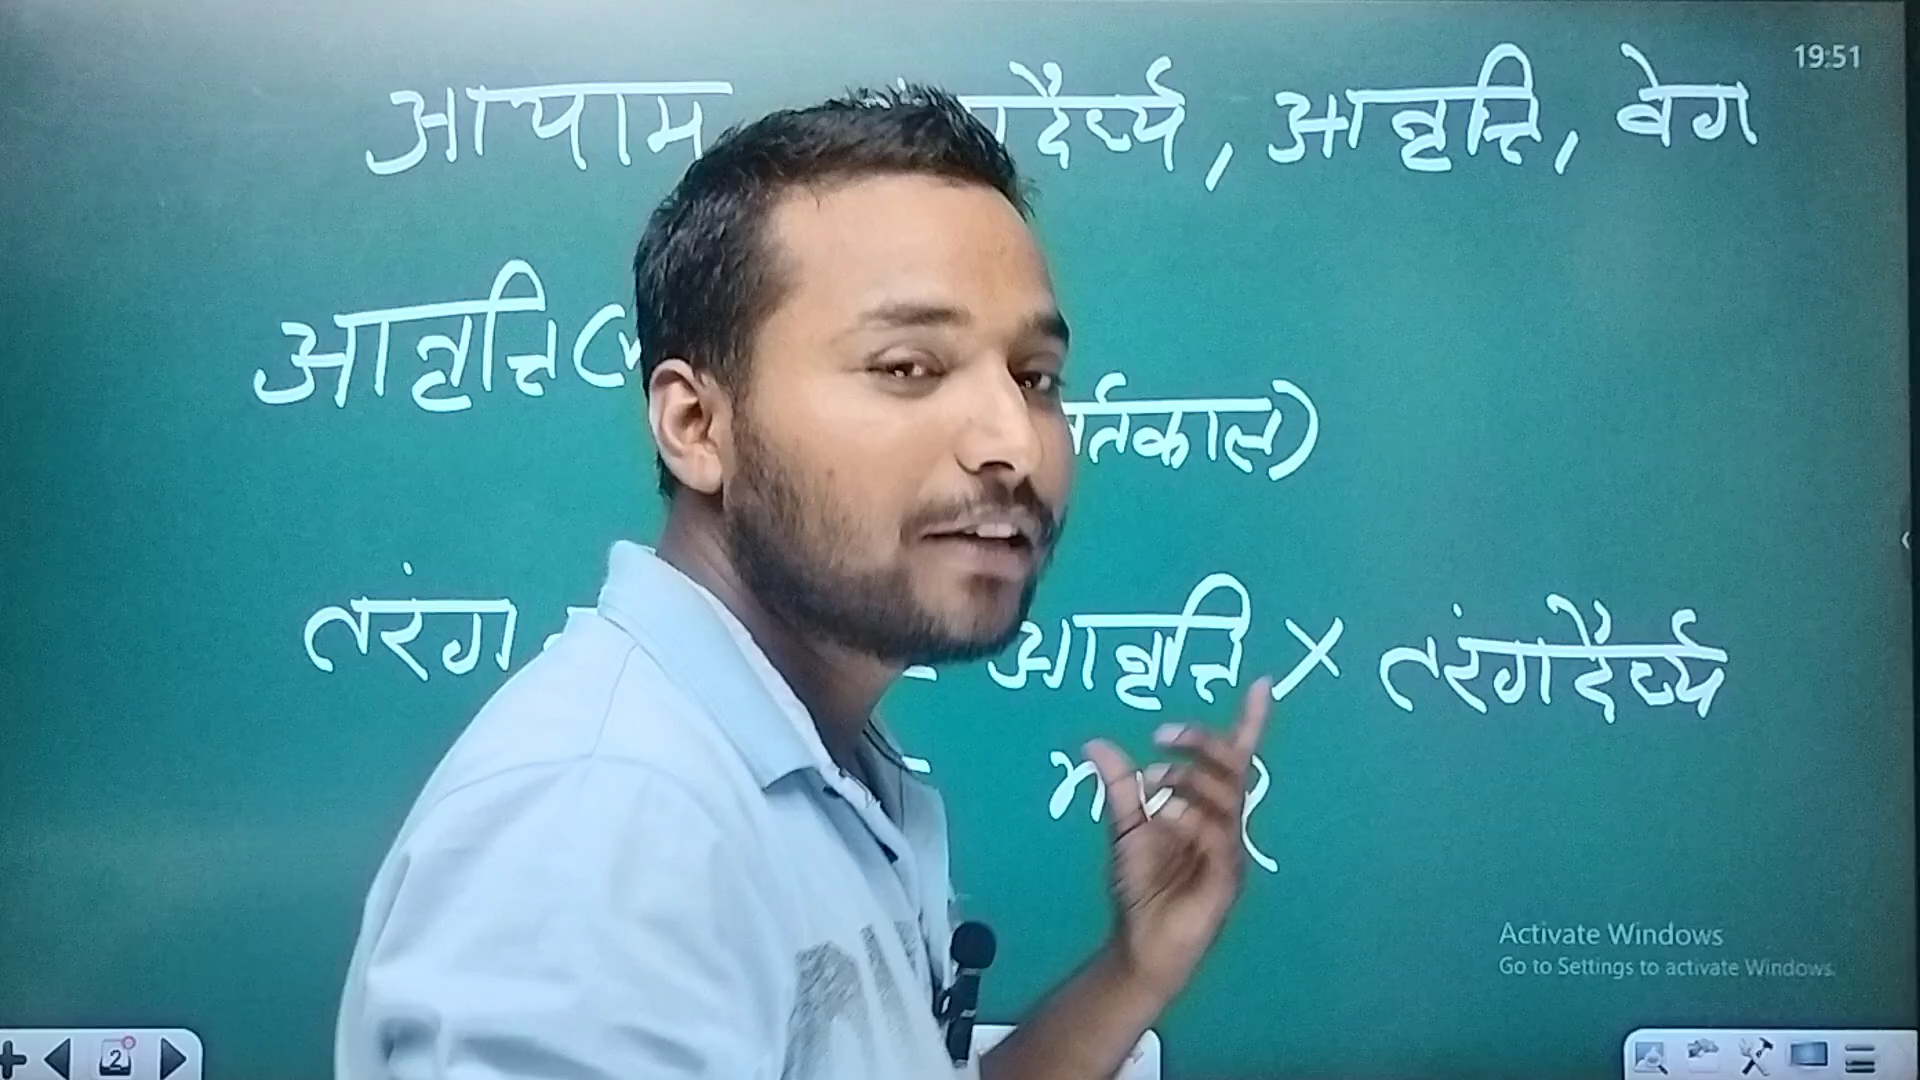 19:51
आयाम दैर्ध्य, आवृत्ति, वेग
आवृत्ति(
र्तकाल)
तरंग = आवृत्ति × तरंगदैर्ध्य
= n
Activate Windows
Go to Settings to activate Windows.
2